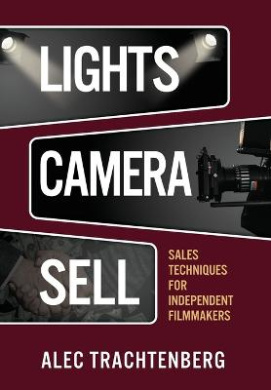 LIGHTS
CAMERA
SELL
SALES
TECHNIQUES
FOR
INDEPENDENT
FILMMAKERS
ALEC TRACHTENBERG